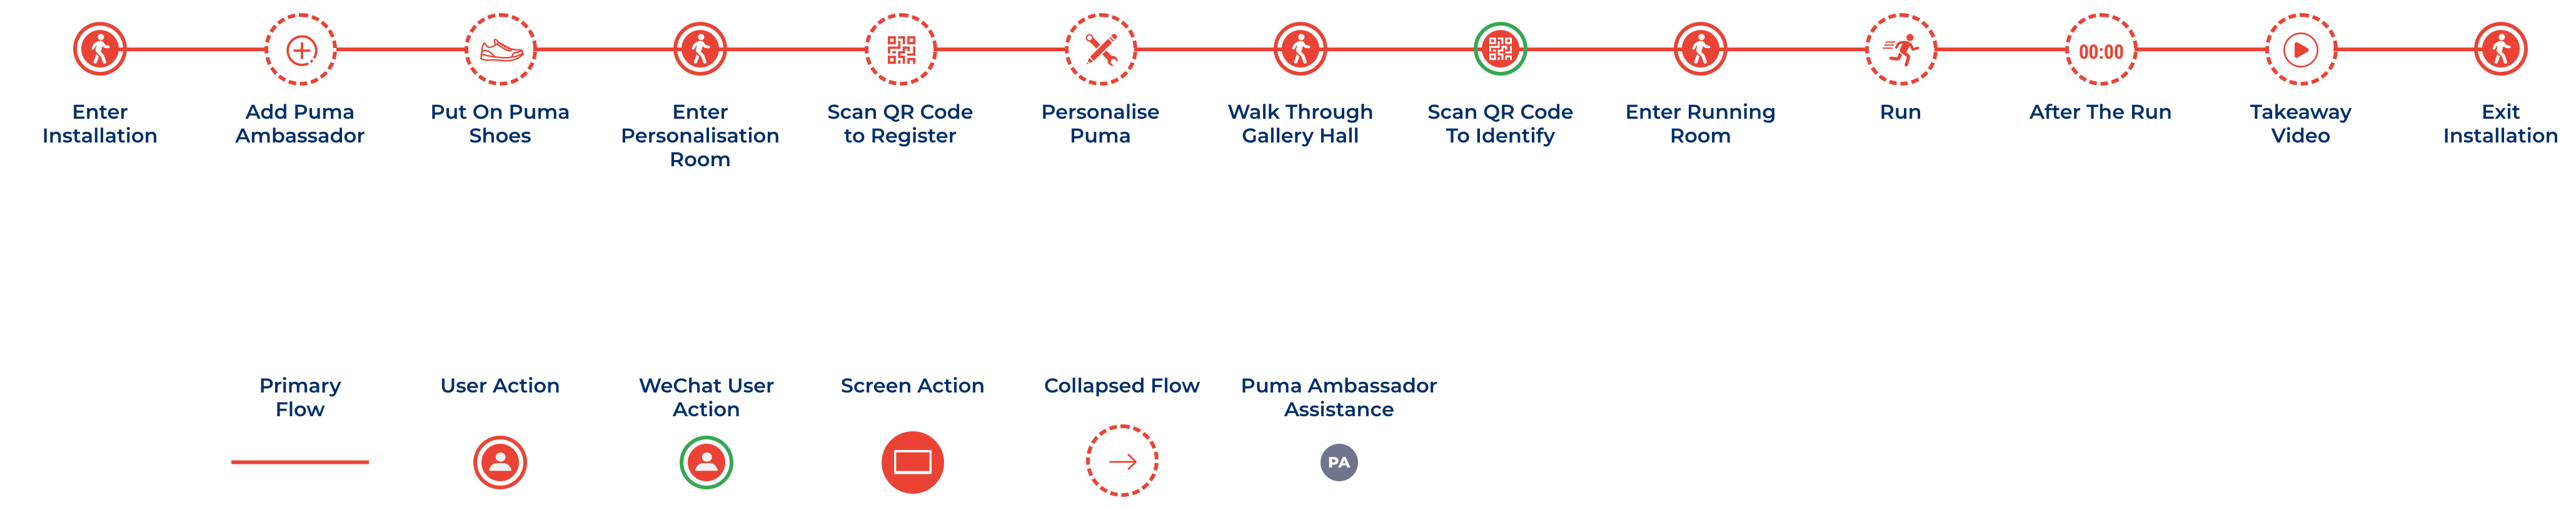 00:00
Enter
Installation
Add Puma
Ambassador
Put On Puma
Shoes
Enter
Personalisation
Room
Scan QR Code
to Register
Personalise
Puma
Walk Through
Gallery Hall
Scan QR Code
To Identify
Enter Running
Room
Run
After The Run
Takeaway
Video
Exit
Installation
Primary
Flow
User Action
WeChat User
Action
Screen Action
Collapsed Flow
Puma Ambassador
Assistance
PA